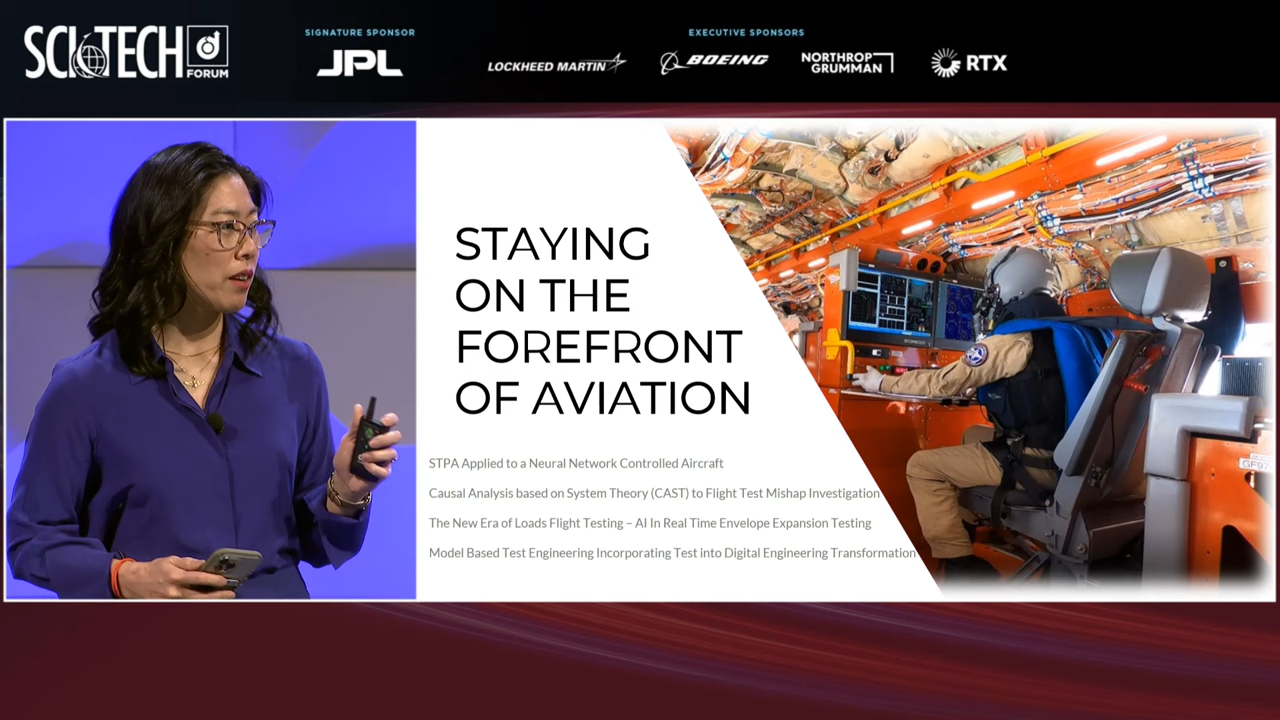 SCITECH
FORUM
SIGNATURE SPONSOR
JPL
EXECUTIVE SPONSORS
LOCKHEED MARTIN
BOEING
NORTHROP
GRUMMAN
RTX
STAYING
ON THE
FOREFRONT
OF AVIATION
STPA Applied to a Neural Network Controlled Aircraft
Causal Analysis based on System Theory (CAST) to Flight Test Mishap Investigation
The New Era of Loads Flight Testing – AI In Real Time Envelope Expansion Testing
Model Based Test Engineering Incorporating Test into Digital Engineering Transformation